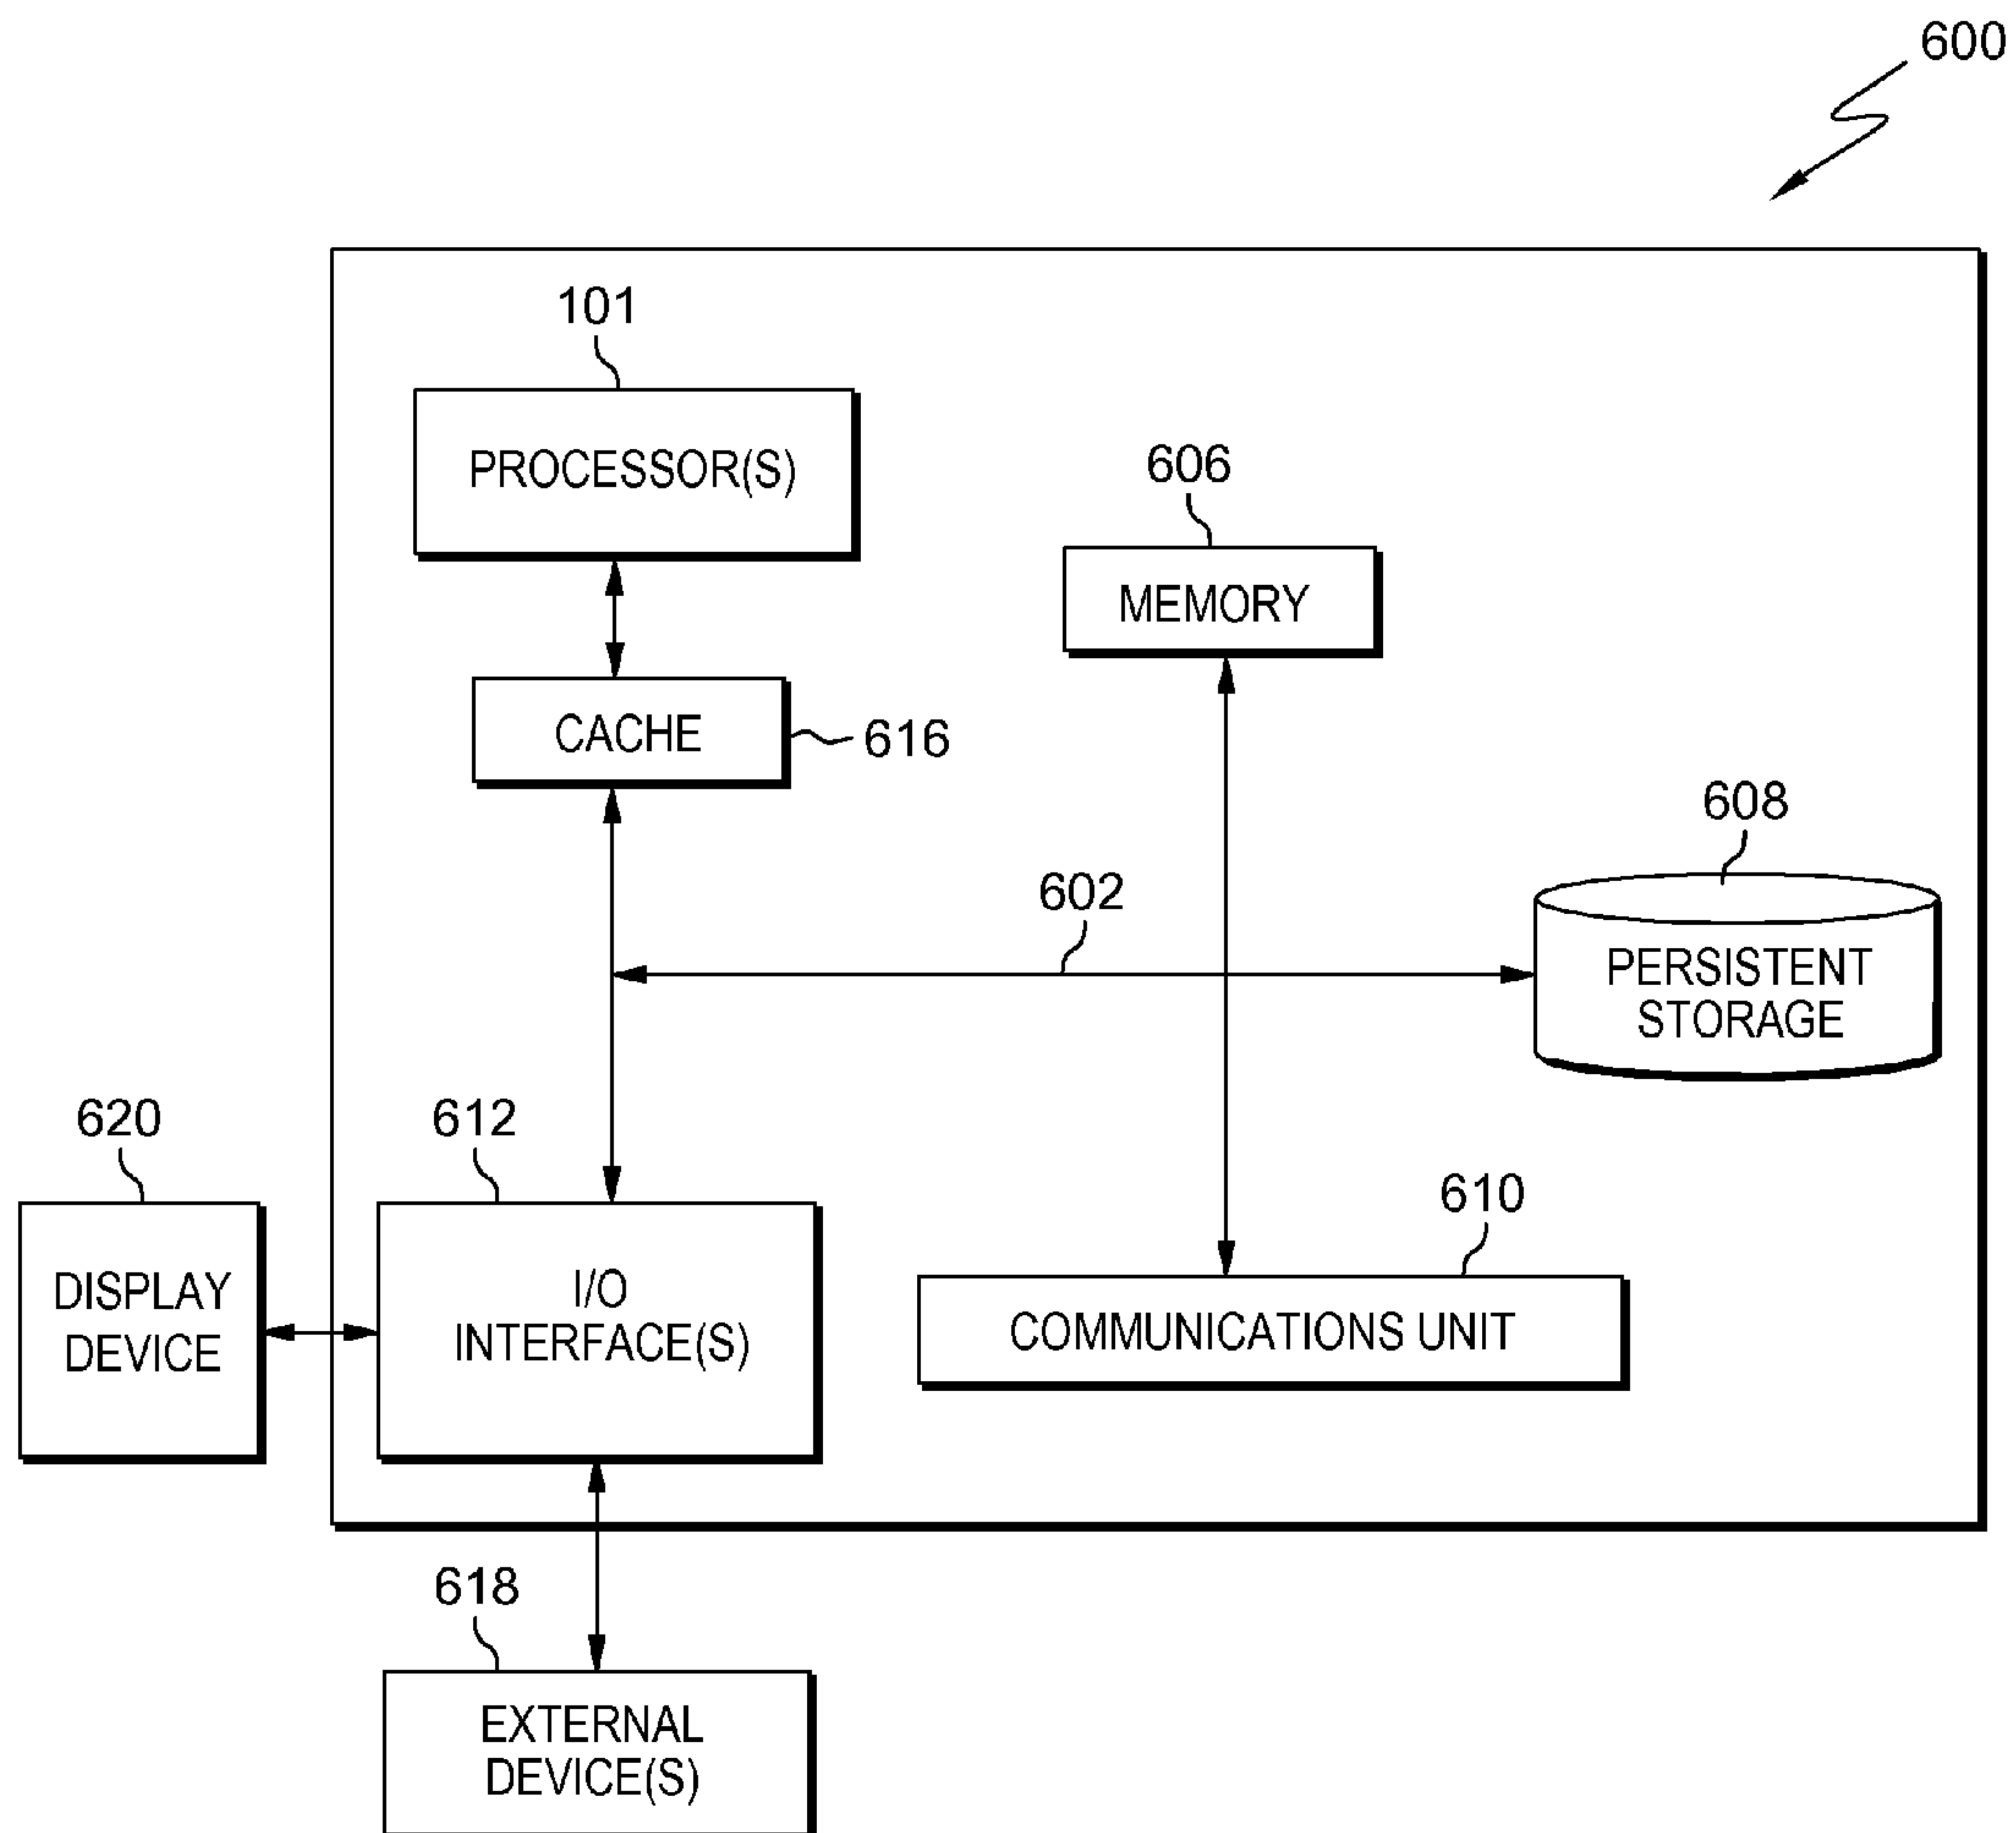 600
101
PROCESSOR(S)
606
MEMORY
CACHE
616
608
602
PERSISTENT
STORAGE
620
612
610
DISPLAY
DEVICE
I/O
INTERFACE(S)
COMMUNICATIONS UNIT
618
EXTERNAL
DEVICE(S)